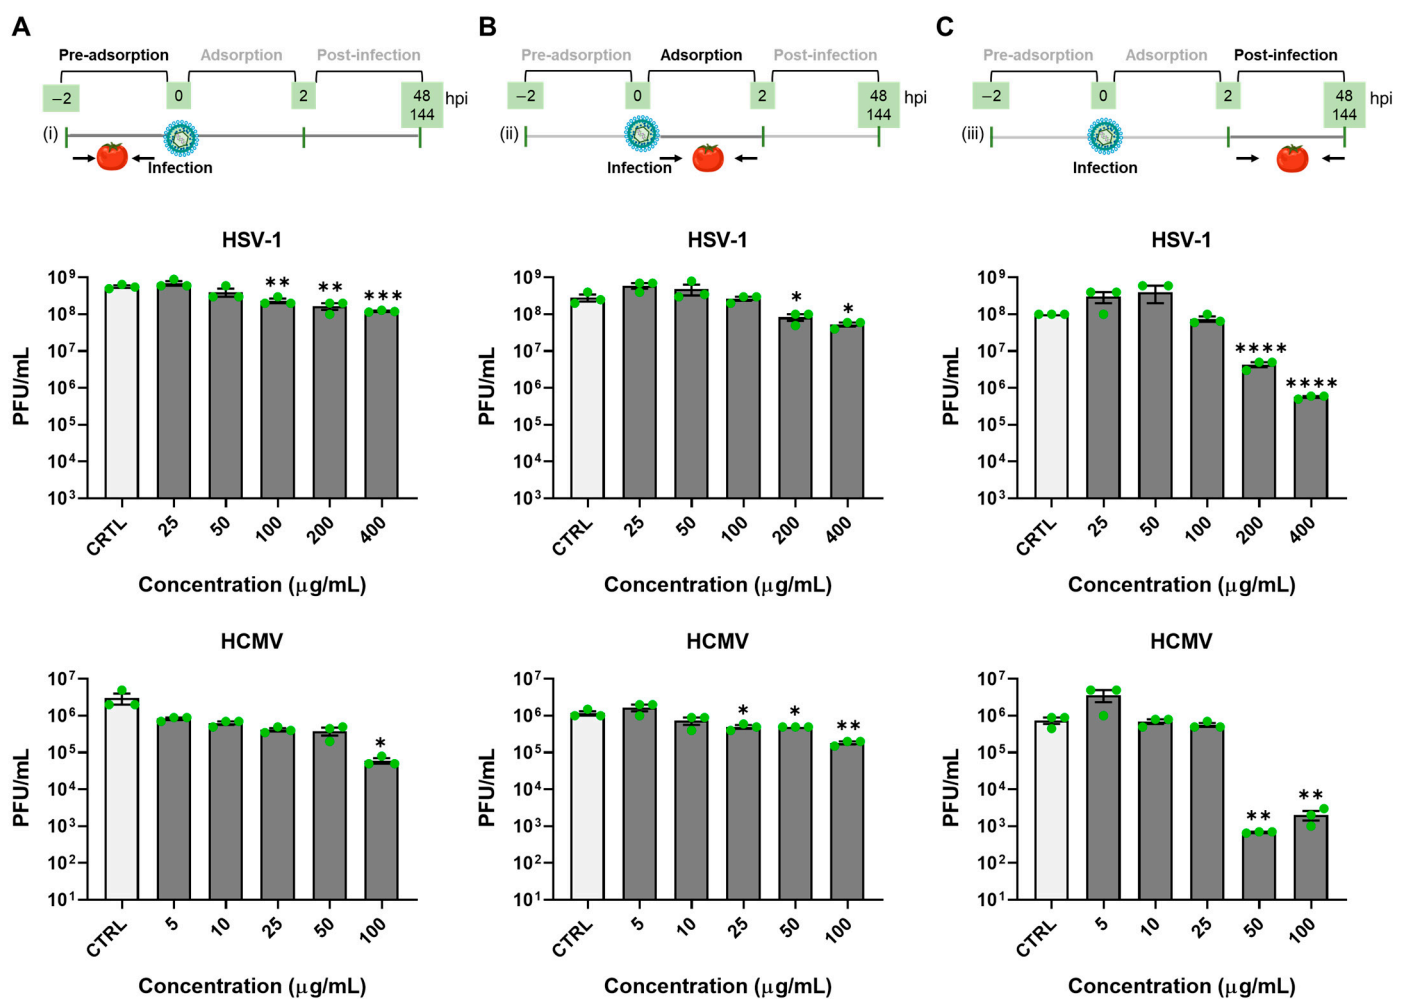 A
Pre-adsorption Adsorption Post-infection
−2 0 2 48 hpi
144
(i)
Infection
HSV-1
10⁹
10⁸
10⁷
10⁶
10⁵
10⁴
10³
PFU/mL
** ** ***
CRTL 25 50 100 200 400
Concentration (μg/mL)
HCMV
10⁷
10⁶
10⁵
10⁴
10³
10²
10¹
PFU/mL
*
CTRL 5 10 25 50 100
Concentration (μg/mL)
B
Pre-adsorption Adsorption Post-infection
−2 0 2 48 hpi
144
(ii)
Infection
HSV-1
10⁹
10⁸
10⁷
10⁶
10⁵
10⁴
10³
PFU/mL
* *
CTRL 25 50 100 200 400
Concentration (μg/mL)
HCMV
10⁷
10⁶
10⁵
10⁴
10³
10²
10¹
PFU/mL
* * **
CTRL 5 10 25 50 100
Concentration (μg/mL)
C
Pre-adsorption Adsorption Post-infection
−2 0 2 48 hpi
144
(iii)
Infection
HSV-1
10⁹
10⁸
10⁷
10⁶
10⁵
10⁴
10³
PFU/mL
**** ****
CRTL 25 50 100 200 400
Concentration (μg/mL)
HCMV
10⁷
10⁶
10⁵
10⁴
10³
10²
10¹
PFU/mL
** **
CTRL 5 10 25 50 100
Concentration (μg/mL)